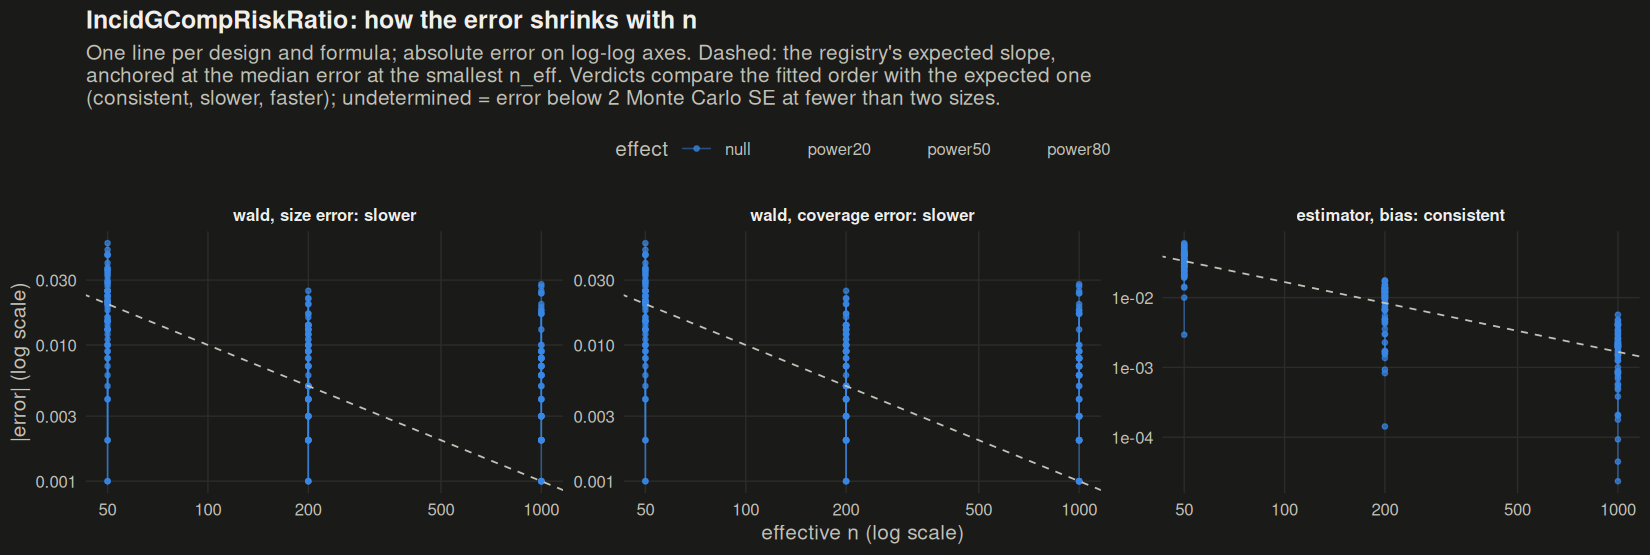 IncidGCompRiskRatio: how the error shrinks with n
One line per design and formula; absolute error on log-log axes. Dashed: the registry's expected slope,
anchored at the median error at the smallest n_eff. Verdicts compare the fitted order with the expected one
(consistent, slower, faster); undetermined = error below 2 Monte Carlo SE at fewer than two sizes.
effect null power20 power50 power80
wald, size error: slower
wald, coverage error: slower
estimator, bias: consistent
|error| (log scale)
0.030
0.010
0.003
0.001
0.030
0.010
0.003
0.001
1e-02
1e-03
1e-04
50 100 200 500 1000
50 100 200 500 1000
50 100 200 500 1000
effective n (log scale)